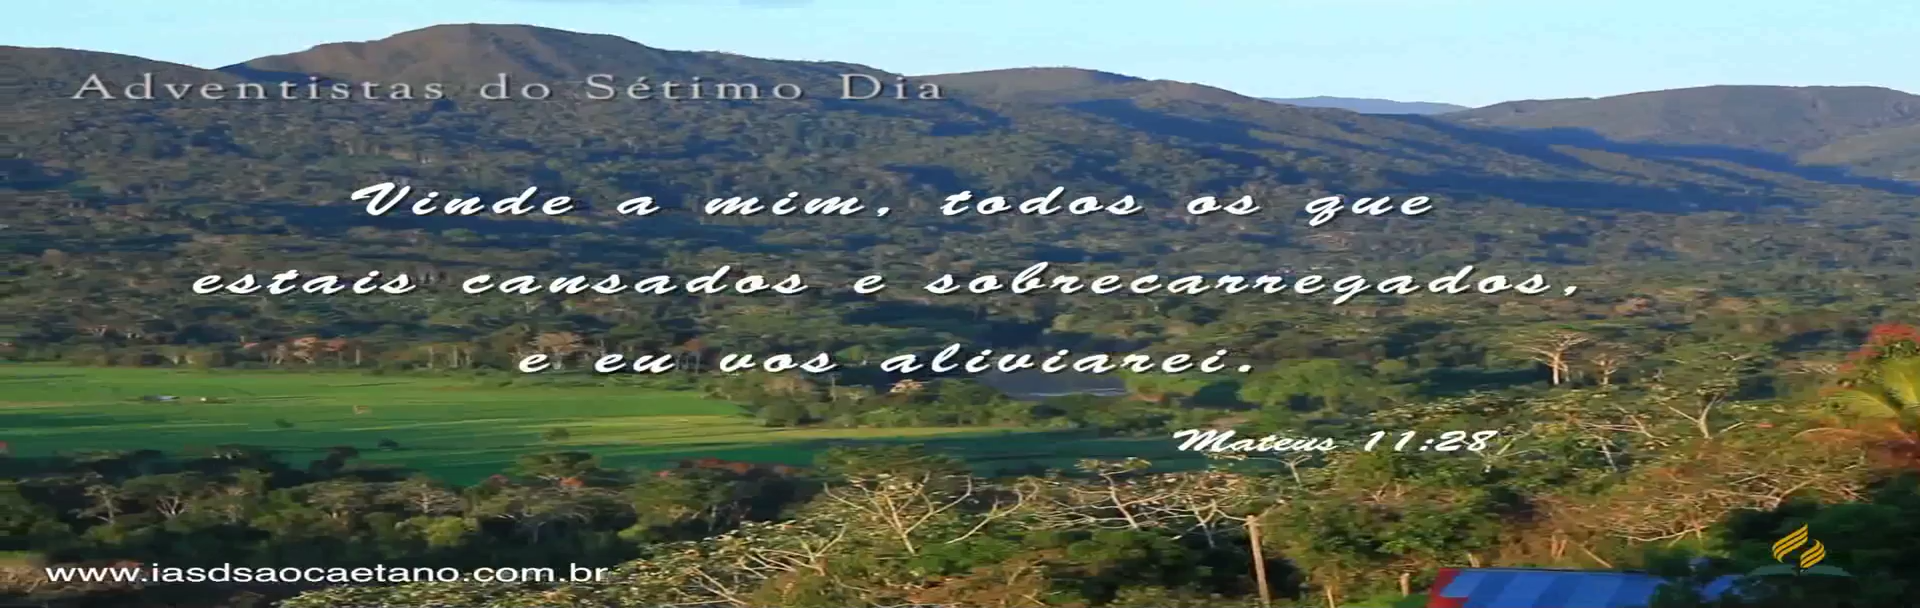 Adventistas do Sétimo Dia
Vinde a mim, todos os que
estais cansados e sobrecarregados,
e eu vos aliviarei.
Mateus 11:28
www.iasdsaocaetano.com.br